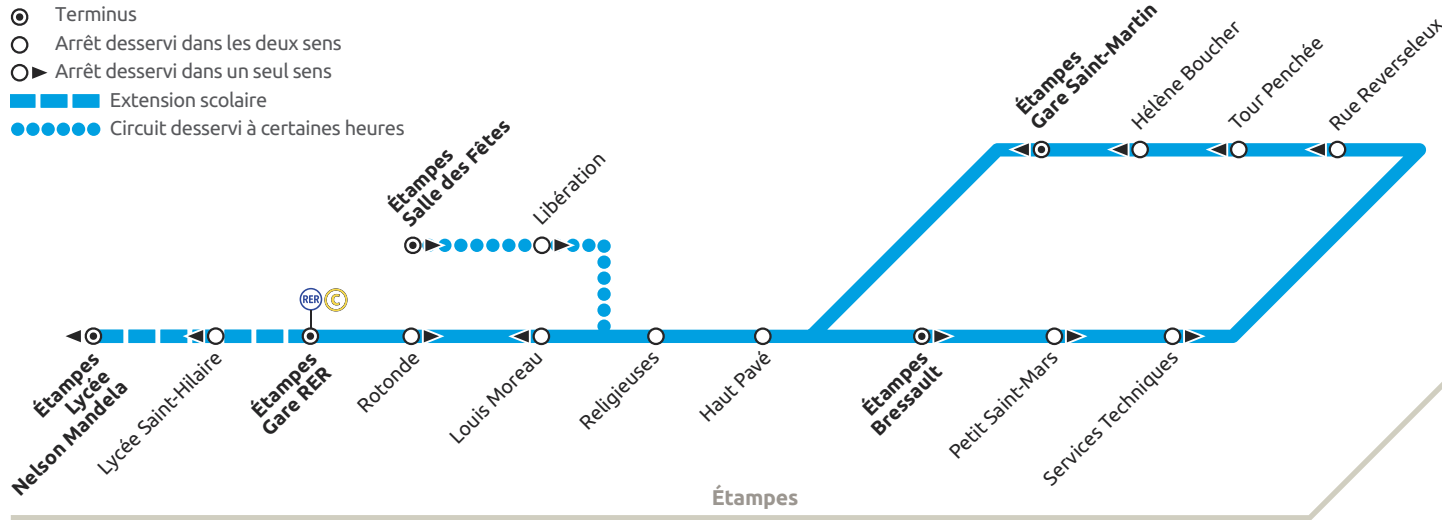 Terminus
Arrêt desservi dans les deux sens
Arrêt desservi dans un seul sens
Extension scolaire
Circuit desservi à certaines heures
Étampes
Gare Saint-Martin
Hélène Boucher
Tour Penchée
Rue Reverseleux
Étampes
Salle des Fêtes
Libération
RER
C
Étampes
Lycée
Nelson Mandela
Lycée Saint-Hilaire
Étampes
Gare RER
Rotonde
Louis Moreau
Religieuses
Haut Pavé
Étampes
Bressault
Petit Saint-Mars
Services Techniques
Étampes